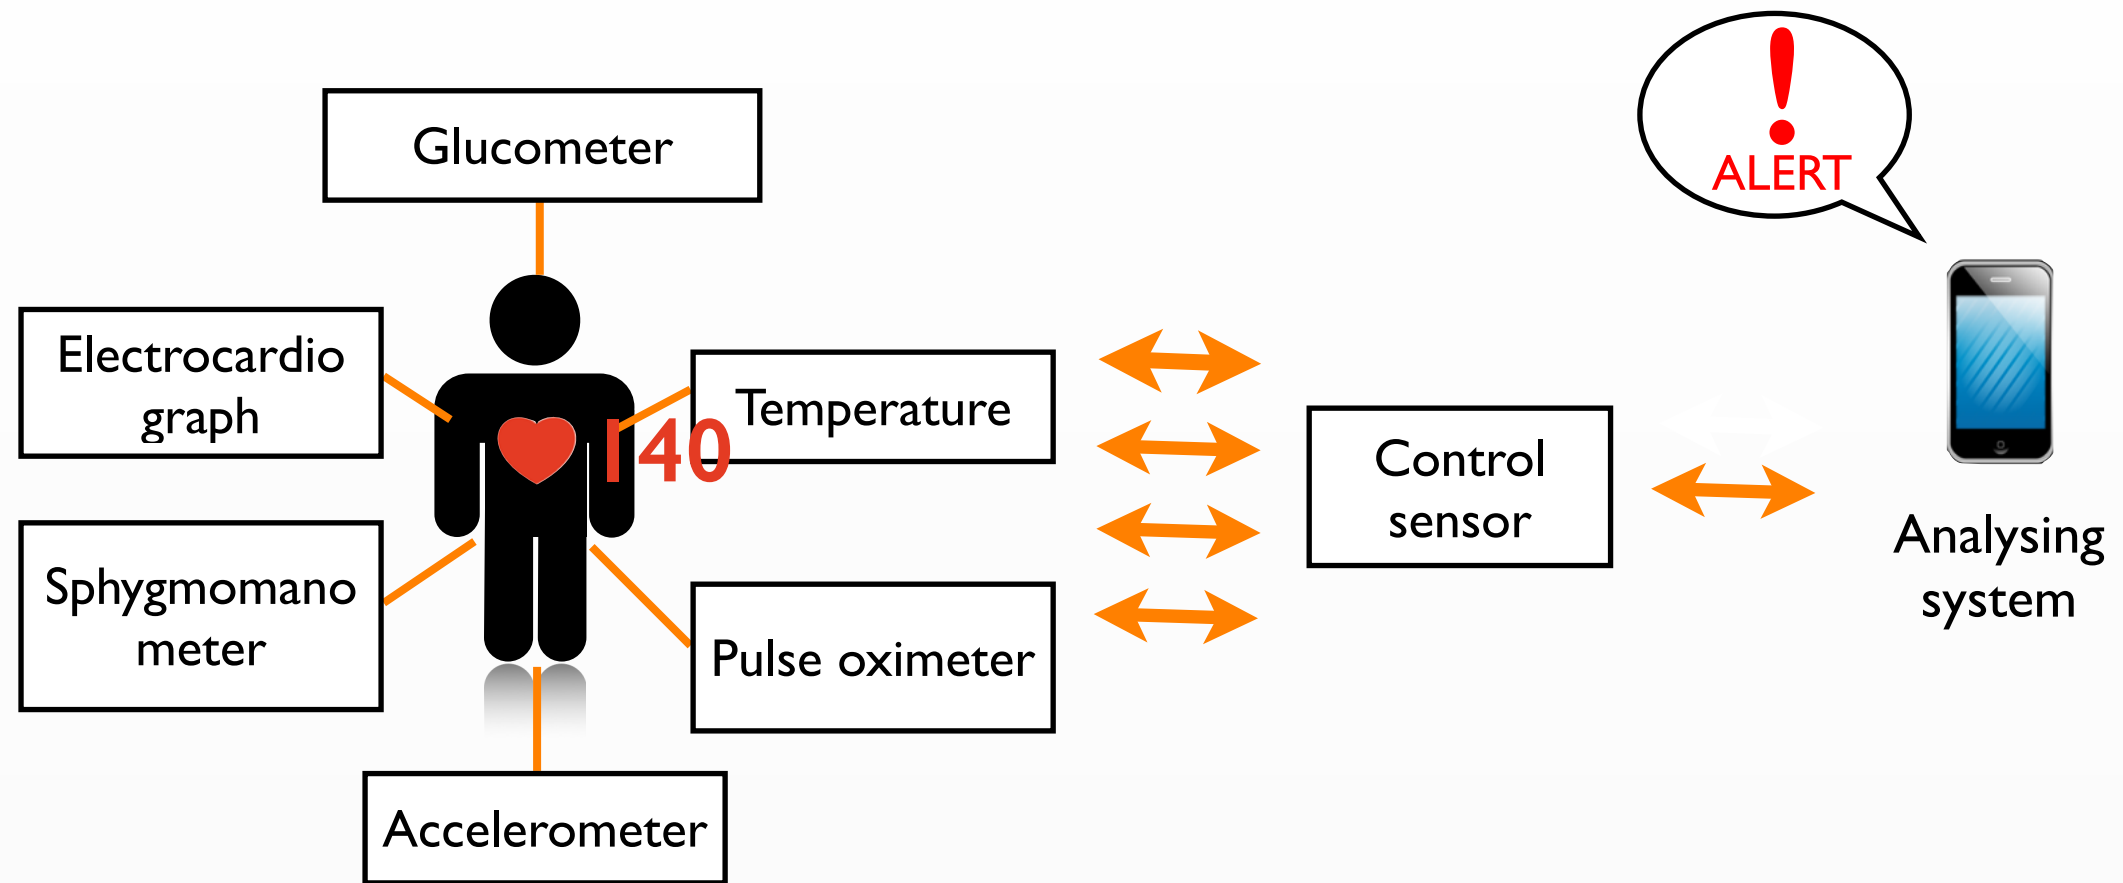 !
ALERT
Glucometer
Electrocardio
graph
Temperature
140
Control
sensor
Analysing
system
Sphygmomano
meter
Pulse oximeter
Accelerometer